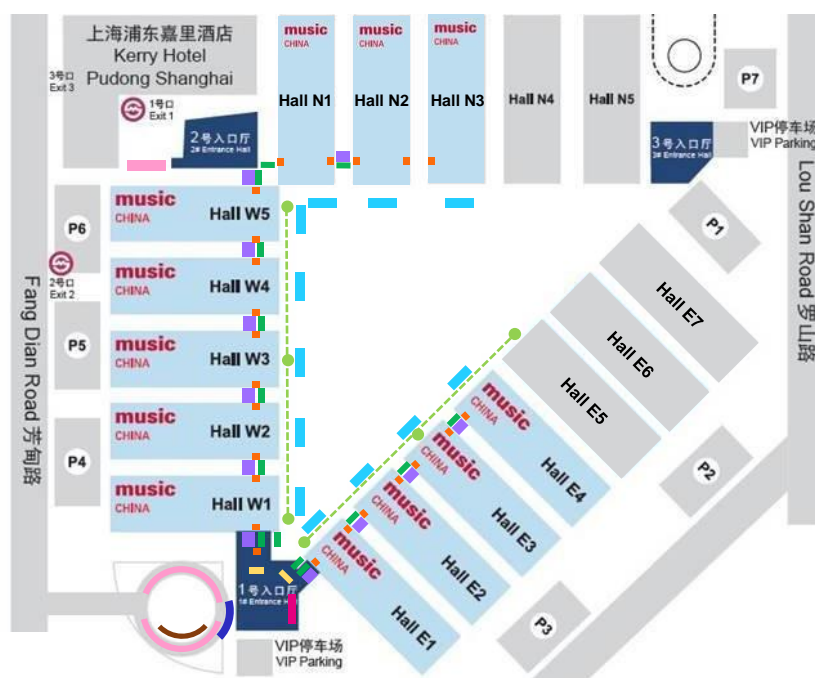 上海浦东嘉里酒店
Kerry Hotel
Pudong Shanghai
3号口
Exit 3
1号口
Exit 1
2号入口厅
2# Entrance Hall
music
CHINA
Hall N1
music
CHINA
Hall N2
music
CHINA
Hall N3
Hall N4
Hall N5
P7
VIP停车场
VIP Parking
3号入口厅
3# Entrance Hall
P1
Lou Shan Road 罗山路
P6
2号口
Exit 2
P5
P4
Fang Dian Road 芳甸路
music
CHINA
Hall W5
music
CHINA
Hall W4
music
CHINA
Hall W3
music
CHINA
Hall W2
music
CHINA
Hall W1
Hall E7
Hall E6
Hall E5
music
CHINA
Hall E4
music
CHINA
Hall E3
music
CHINA
Hall E2
music
CHINA
Hall E1
P2
P3
1号入口厅
1# Entrance Hall
VIP停车场
VIP Parking